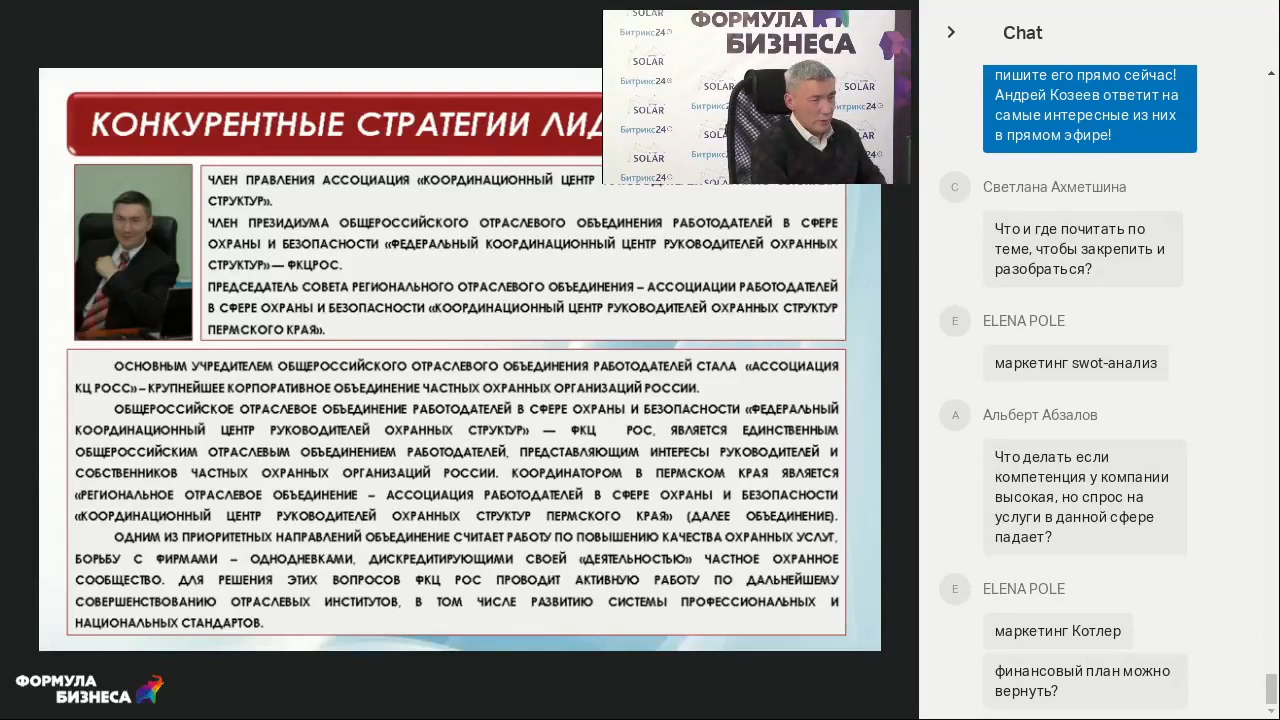 КОНКУРЕНТНЫЕ СТРАТЕГИИ
ЧЛЕН ПРАВЛЕНИЯ АССОЦИАЦИЯ «КООРДИНАЦИОННЫЙ ЦЕНТР
СТРУКТУР».
ЧЛЕН ПРЕЗИДИУМА ОБЩЕРОССИЙСКОГО ОТРАСЛЕВОГО ОБЪЕДИНЕНИЯ РАБОТОДАТЕЛЕЙ В СФЕРЕ
ОХРАНЫ И БЕЗОПАСНОСТИ «ФЕДЕРАЛЬНЫЙ КООРДИНАЦИОННЫЙ ЦЕНТР РУКОВОДИТЕЛЕЙ ОХРАННЫХ
СТРУКТУР» — ФКЦРОС.
ПРЕДСЕДАТЕЛЬ СОВЕТА РЕГИОНАЛЬНОГО ОТРАСЛЕВОГО ОБЪЕДИНЕНИЯ – АССОЦИАЦИИ РАБОТОДАТЕЛЕЙ
В СФЕРЕ ОХРАНЫ И БЕЗОПАСНОСТИ «КООРДИНАЦИОННЫЙ ЦЕНТР РУКОВОДИТЕЛЕЙ ОХРАННЫХ СТРУКТУР
ПЕРМСКОГО КРАЯ».
ОСНОВНЫМ УЧРЕДИТЕЛЕМ ОБЩЕРОССИЙСКОГО ОТРАСЛЕВОГО ОБЪЕДИНЕНИЯ РАБОТОДАТЕЛЕЙ СТАЛА «АССОЦИАЦИЯ
КЦ РОСС» – КРУПНЕЙШЕЕ КОРПОРАТИВНОЕ ОБЪЕДИНЕНИЕ ЧАСТНЫХ ОХРАННЫХ ОРГАНИЗАЦИЙ РОССИИ.
ОБЩЕРОССИЙСКОЕ ОТРАСЛЕВОЕ ОБЪЕДИНЕНИЕ РАБОТОДАТЕЛЕЙ В СФЕРЕ ОХРАНЫ И БЕЗОПАСНОСТИ «ФЕДЕРАЛЬНЫЙ
КООРДИНАЦИОННЫЙ ЦЕНТР РУКОВОДИТЕЛЕЙ ОХРАННЫХ СТРУКТУР» — ФКЦ РОС, ЯВЛЯЕТСЯ ЕДИНСТВЕННЫМ
ОБЩЕРОССИЙСКИМ ОТРАСЛЕВЫМ ОБЪЕДИНЕНИЕМ РАБОТОДАТЕЛЕЙ, ПРЕДСТАВЛЯЮЩИМ ИНТЕРЕСЫ РУКОВОДИТЕЛЕЙ И
СОБСТВЕННИКОВ ЧАСТНЫХ ОХРАННЫХ ОРГАНИЗАЦИЙ РОССИИ. КООРДИНАТОРОМ В ПЕРМСКОМ КРАЯ ЯВЛЯЕТСЯ
«РЕГИОНАЛЬНОЕ ОТРАСЛЕВОЕ ОБЪЕДИНЕНИЕ – АССОЦИАЦИЯ РАБОТОДАТЕЛЕЙ В СФЕРЕ ОХРАНЫ И БЕЗОПАСНОСТИ
«КООРДИНАЦИОННЫЙ ЦЕНТР РУКОВОДИТЕЛЕЙ ОХРАННЫХ СТРУКТУР ПЕРМСКОГО КРАЯ» (ДАЛЕЕ ОБЪЕДИНЕНИЕ).
ОДНИМ ИЗ ПРИОРИТЕТНЫХ НАПРАВЛЕНИЙ ОБЪЕДИНЕНИЕ СЧИТАЕТ РАБОТУ ПО ПОВЫШЕНИЮ КАЧЕСТВА ОХРАННЫХ УСЛУГ,
БОРЬБУ С ФИРМАМИ – ОДНОДНЕВКАМИ, ДИСКРЕДИТИРУЮЩИМИ СВОЕЙ «ДЕЯТЕЛЬНОСТЬЮ» ЧАСТНОЕ ОХРАННОЕ
СООБЩЕСТВО. ДЛЯ РЕШЕНИЯ ЭТИХ ВОПРОСОВ ФКЦ РОС ПРОВОДИТ АКТИВНУЮ РАБОТУ ПО ДАЛЬНЕЙШЕМУ
СОВЕРШЕНСТВОВАНИЮ ОТРАСЛЕВЫХ ИНСТИТУТОВ, В ТОМ ЧИСЛЕ РАЗВИТИЮ СИСТЕМЫ ПРОФЕССИОНАЛЬНЫХ И
НАЦИОНАЛЬНЫХ СТАНДАРТОВ.
ФОРМУЛА
БИЗНЕСА
SOLAR
Битрикс24
SOLAR
Битрикс24
SOLAR
Битрикс24
SOLAR
Битрикс24
SOLAR
SOLAR
ФОРМУЛА
БИЗНЕСА
Chat
пишите его прямо сейчас!
Андрей Козеев ответит на
самые интересные из них
в прямом эфире!
С
Светлана Ахметшина
Что и где почитать по
теме, чтобы закрепить и
разобраться?
E
ELENA POLE
маркетинг swot-анализ
А
Альберт Абзалов
Что делать если
компетенция у компании
высокая, но спрос на
услуги в данной сфере
падает?
E
ELENA POLE
маркетинг Котлер
финансовый план можно
вернуть?